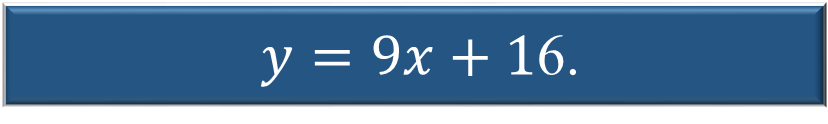 y = 9x + 16.